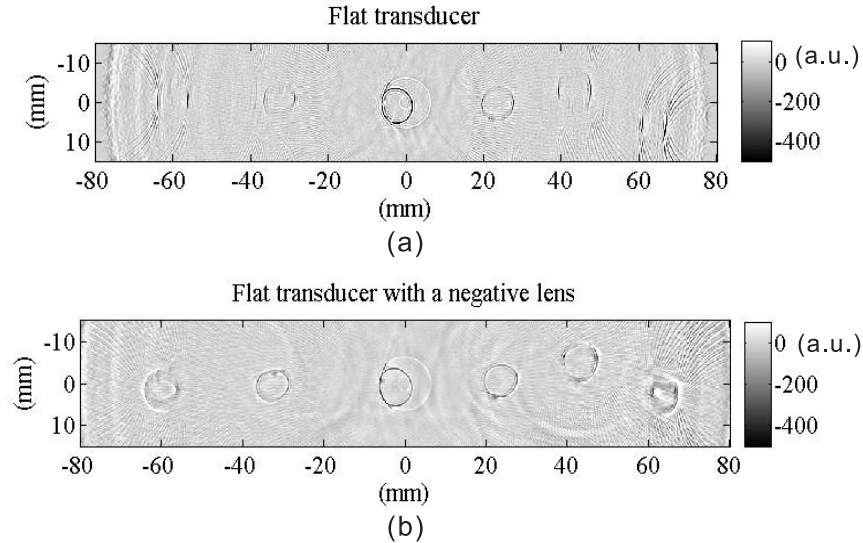 Flat transducer
(mm)
-10
0
10
-80 -60 -40 -20 0 20 40 60 80
(mm)
0
-200
-400
(a.u.)
(a)
Flat transducer with a negative lens
(mm)
-10
0
10
-80 -60 -40 -20 0 20 40 60 80
(mm)
0
-200
-400
(a.u.)
(b)